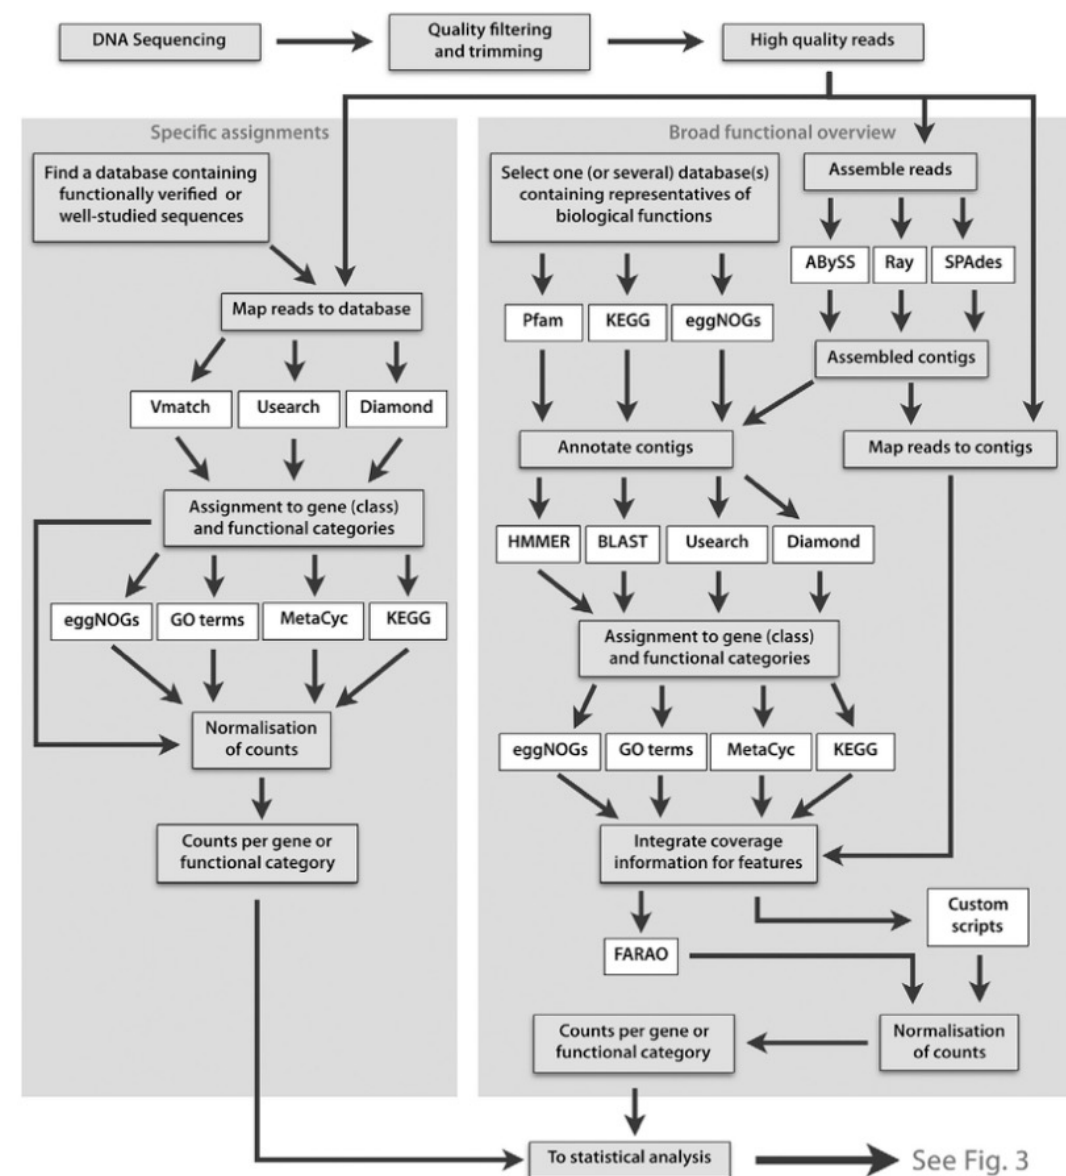 DNA Sequencing
Quality filtering
and trimming
High quality reads
Specific assignments
Find a database containing
functionally verified or
well-studied sequences
Map reads to database
Vmatch
Usearch
Diamond
Assignment to gene (class)
and functional categories
eggNOGs
GO terms
MetaCyc
KEGG
Normalisation
of counts
Counts per gene or
functional category
Broad functional overview
Select one (or several) database(s)
containing representatives of
biological functions
Assemble reads
ABySS
Ray
SPAdes
Pfam
KEGG
eggNOGs
Assembled contigs
Annotate contigs
Map reads to contigs
HMMER
BLAST
Usearch
Diamond
Assignment to gene (class)
and functional categories
eggNOGs
GO terms
MetaCyc
KEGG
Integrate coverage
information for features
Custom
scripts
FARAO
Counts per gene or
functional category
Normalisation
of counts
To statistical analysis
See Fig. 3